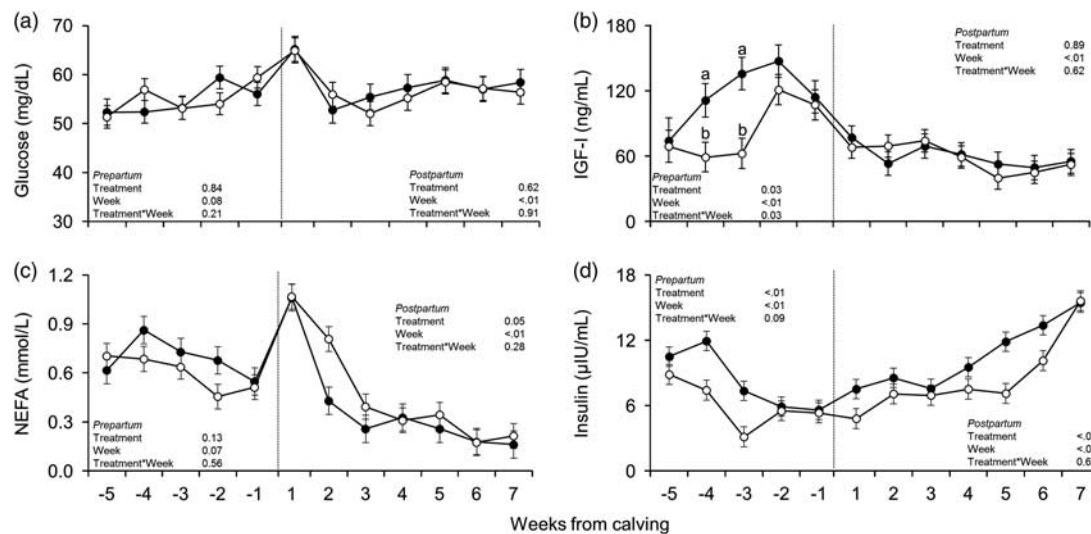 (a)
70
60
50
40
30
Glucose (mg/dL)
Prepartum
Treatment 0.84
Week 0.08
Treatment*Week 0.21
Postpartum
Treatment 0.62
Week <.01
Treatment*Week 0.91
(b)
180
120
60
0
IGF-I (ng/mL)
a
a
b
b
Prepartum
Treatment 0.03
Week <.01
Treatment*Week 0.03
Postpartum
Treatment 0.89
Week <.01
Treatment*Week 0.62
(c)
1.2
0.9
0.6
0.3
0.0
NEFA (mmol/L)
Prepartum
Treatment 0.13
Week 0.07
Treatment*Week 0.56
Postpartum
Treatment 0.05
Week <.01
Treatment*Week 0.28
-5 -4 -3 -2 -1 1 2 3 4 5 6 7
(d)
18
12
6
0
Insulin (µIU/mL)
Prepartum
Treatment <.01
Week <.01
Treatment*Week 0.09
Postpartum
Treatment <.0
Week <.0
Treatment*Week 0.6
-5 -4 -3 -2 -1 1 2 3 4 5 6 7
Weeks from calving